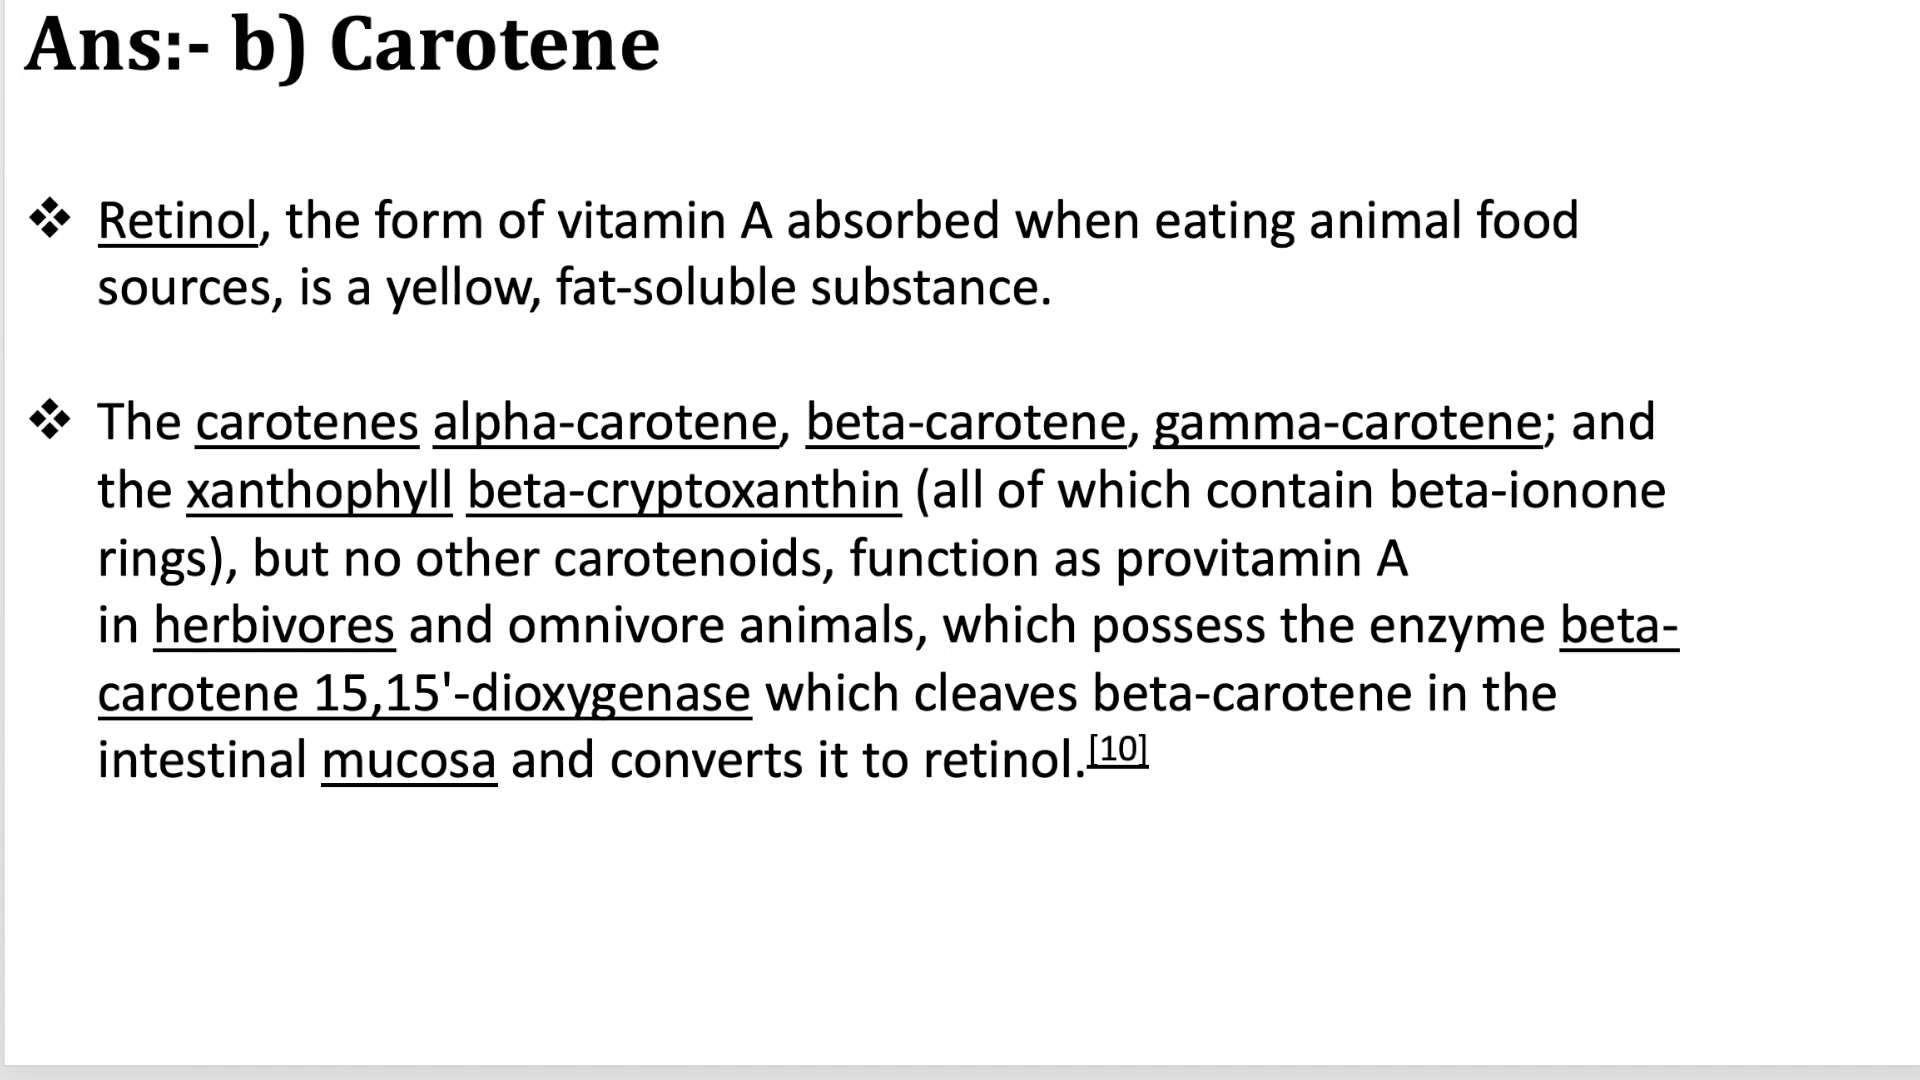 Ans:- b) Carotene
❖ Retinol, the form of vitamin A absorbed when eating animal food
sources, is a yellow, fat-soluble substance.
❖ The carotenes alpha-carotene, beta-carotene, gamma-carotene; and
the xanthophyll beta-cryptoxanthin (all of which contain beta-ionone
rings), but no other carotenoids, function as provitamin A
in herbivores and omnivore animals, which possess the enzyme beta-
carotene 15,15'-dioxygenase which cleaves beta-carotene in the
intestinal mucosa and converts it to retinol.[10]